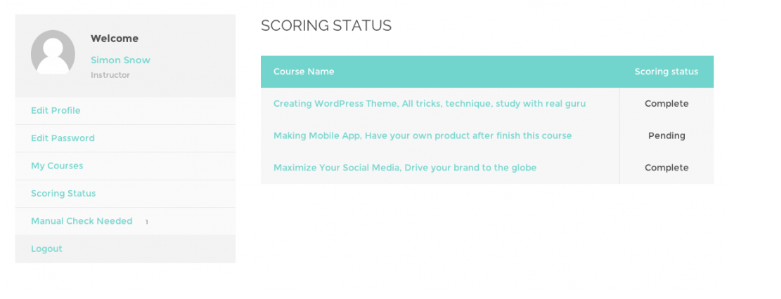 Welcome
Simon Snow
Instructor
Edit Profile
Edit Password
My Courses
Scoring Status
Manual Check Needed 1
Logout
SCORING STATUS
Course Name Scoring status
Creating WordPress Theme, All tricks, technique, study with real guru Complete
Making Mobile App, Have your own product after finish this course Pending
Maximize Your Social Media, Drive your brand to the globe Complete